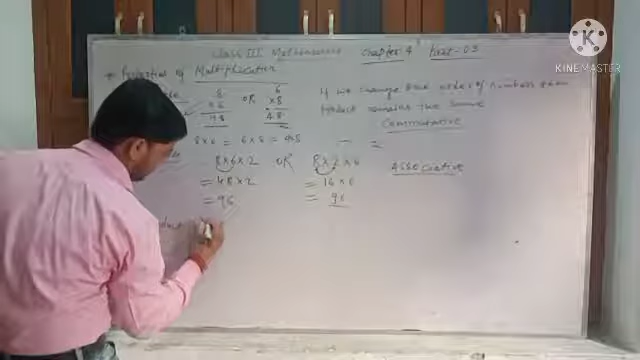 Class III Mathematics Chapter 4 Part-03
* Properties of Multiplication
8 OR 6
×6 ×8
48 48
If we change the order of numbers then
Product remains the same
Commutative
8×6 = 6×8 = 48
8×6×2 OR 8×2×6
Associative
= 48×2 = 16×6
= 96 = 96
KINEMASTER